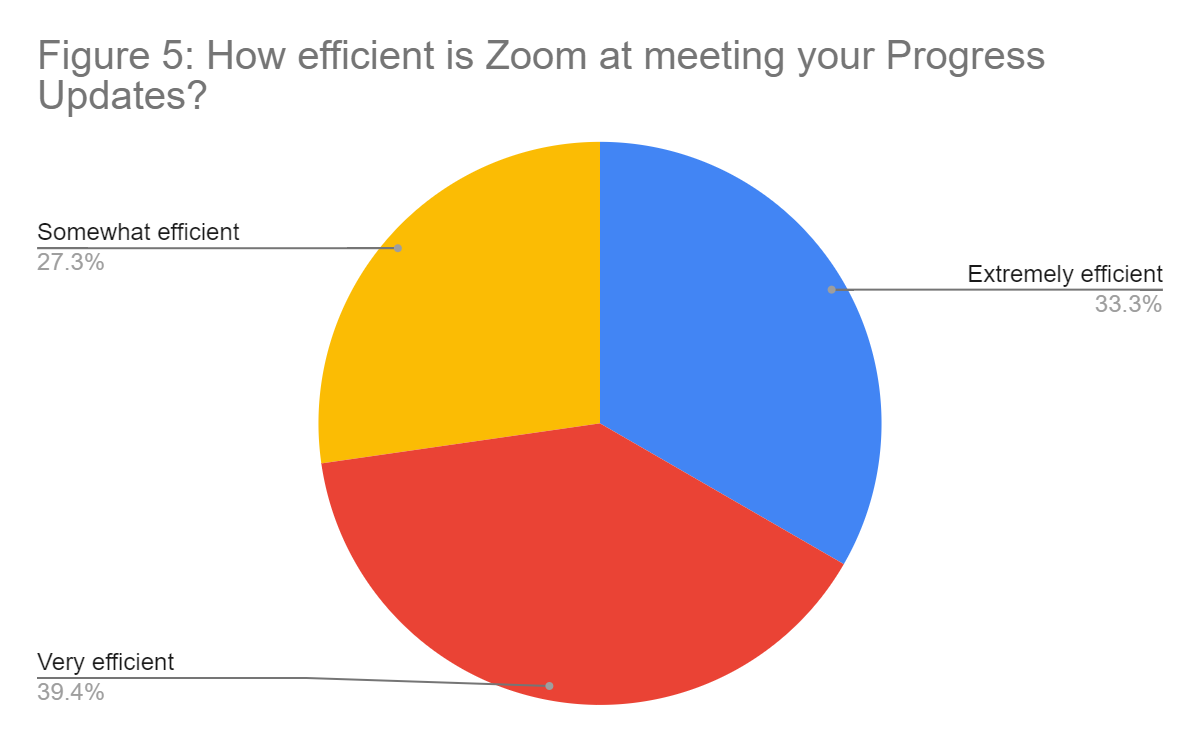 Figure 5: How efficient is Zoom at meeting your Progress
Updates?
Somewhat efficient
27.3%
Extremely efficient
33.3%
Very efficient
39.4%